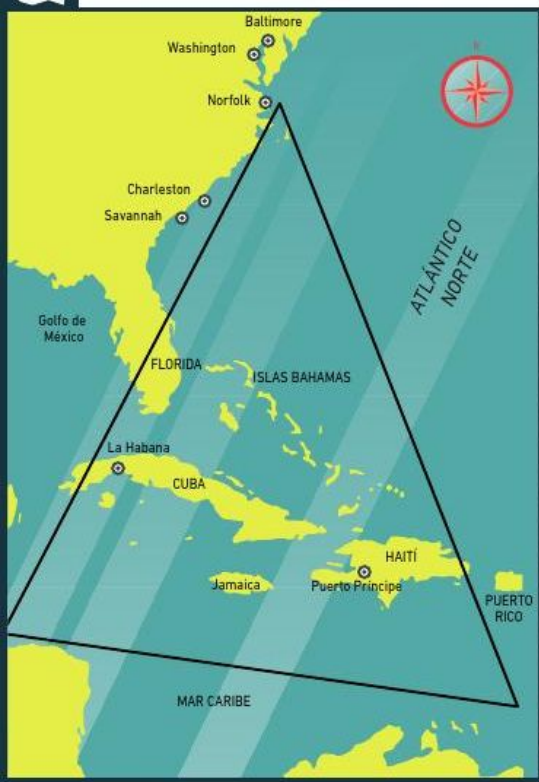 Baltimore
Washington
N
Norfolk
Charleston
Savannah
ATLÁNTICO
NORTE
Golfo de
México
FLORIDA
ISLAS BAHAMAS
La Habana
CUBA
HAITÍ
Jamaica
Puerto Príncipe
PUERTO
RICO
MAR CARIBE